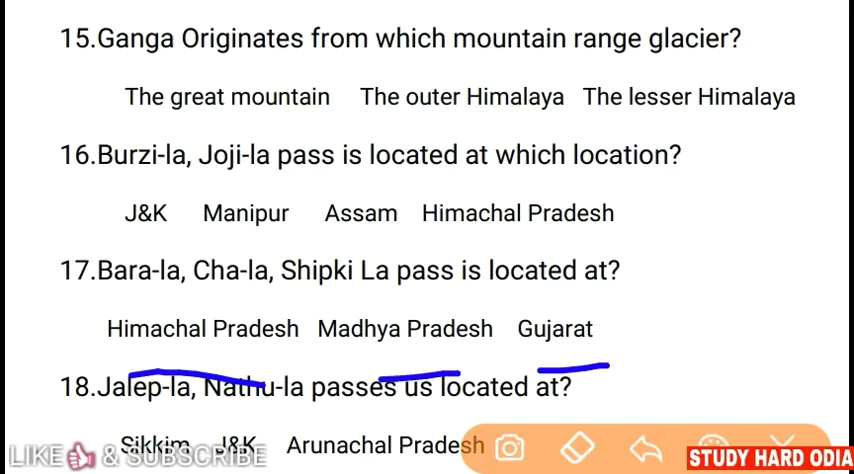 15.Ganga Originates from which mountain range glacier?
The great mountain The outer Himalaya The lesser Himalaya
16.Burzi-la, Joji-la pass is located at which location?
J&K Manipur Assam Himachal Pradesh
17.Bara-la, Cha-la, Shipki La pass is located at?
Himachal Pradesh Madhya Pradesh Gujarat
18.Jalep-la, Nathu-la passes us located at?
Sikkim J&K Arunachal Pradesh
LIKE & SUBSCRIBE
STUDY HARD ODIA